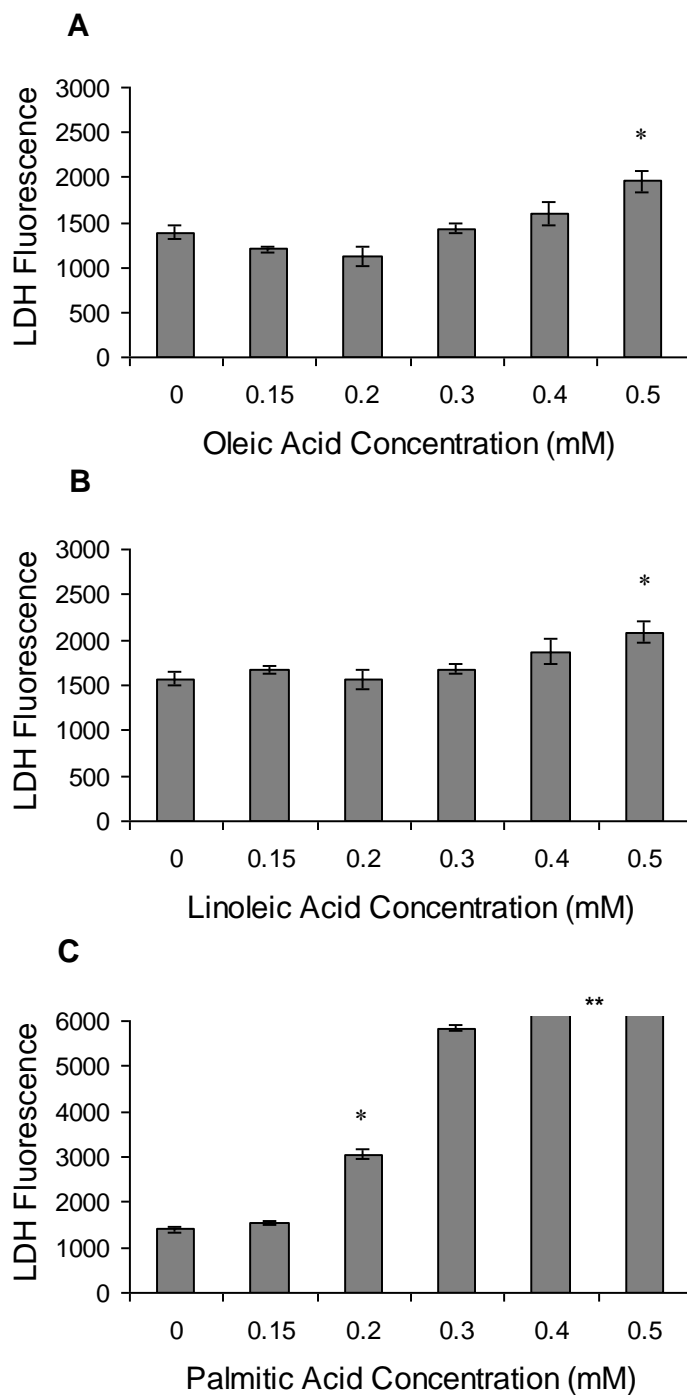 A
LDH Fluorescence
3000
2500
2000
1500
1000
500
0
*
0 0.15 0.2 0.3 0.4 0.5
Oleic Acid Concentration (mM)
B
LDH Fluorescence
3000
2500
2000
1500
1000
500
0
*
0 0.15 0.2 0.3 0.4 0.5
Linoleic Acid Concentration (mM)
C
LDH Fluorescence
6000
5000
4000
3000
2000
1000
0
*
**
0 0.15 0.2 0.3 0.4 0.5
Palmitic Acid Concentration (mM)